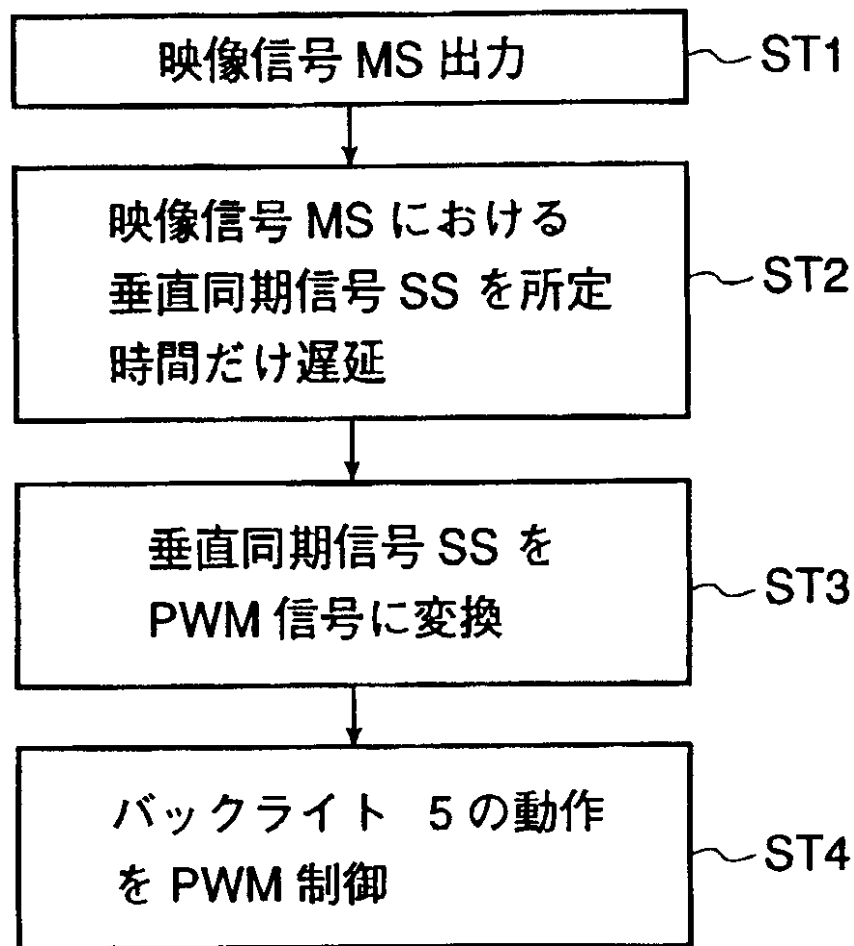 映像信号 MS 出力
ST1
映像信号 MS における
垂直同期信号 SS を所定
時間だけ遅延
ST2
垂直同期信号 SS を
PWM 信号に変換
ST3
バックライト 5 の動作
を PWM 制御
ST4